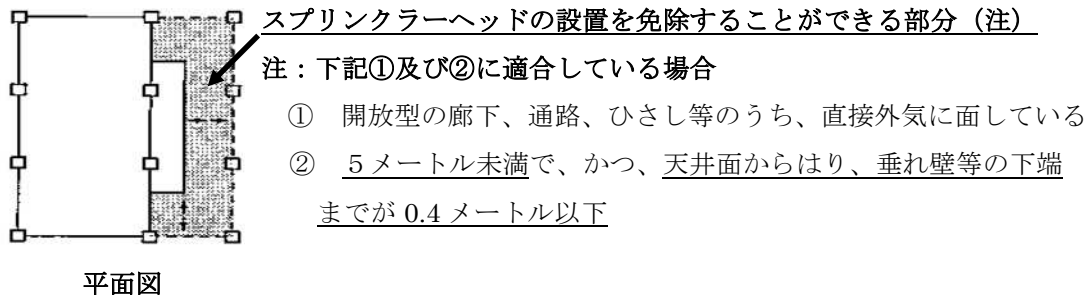 スプリンクラーヘッドの設置を免除することができる部分（注）
注：下記①及び②に適合している場合
①　開放型の廊下、通路、ひさし等のうち、直接外気に面している
②　５メートル未満で、かつ、天井面からはり、垂れ壁等の下端
までが 0.4 メートル以下
平面図